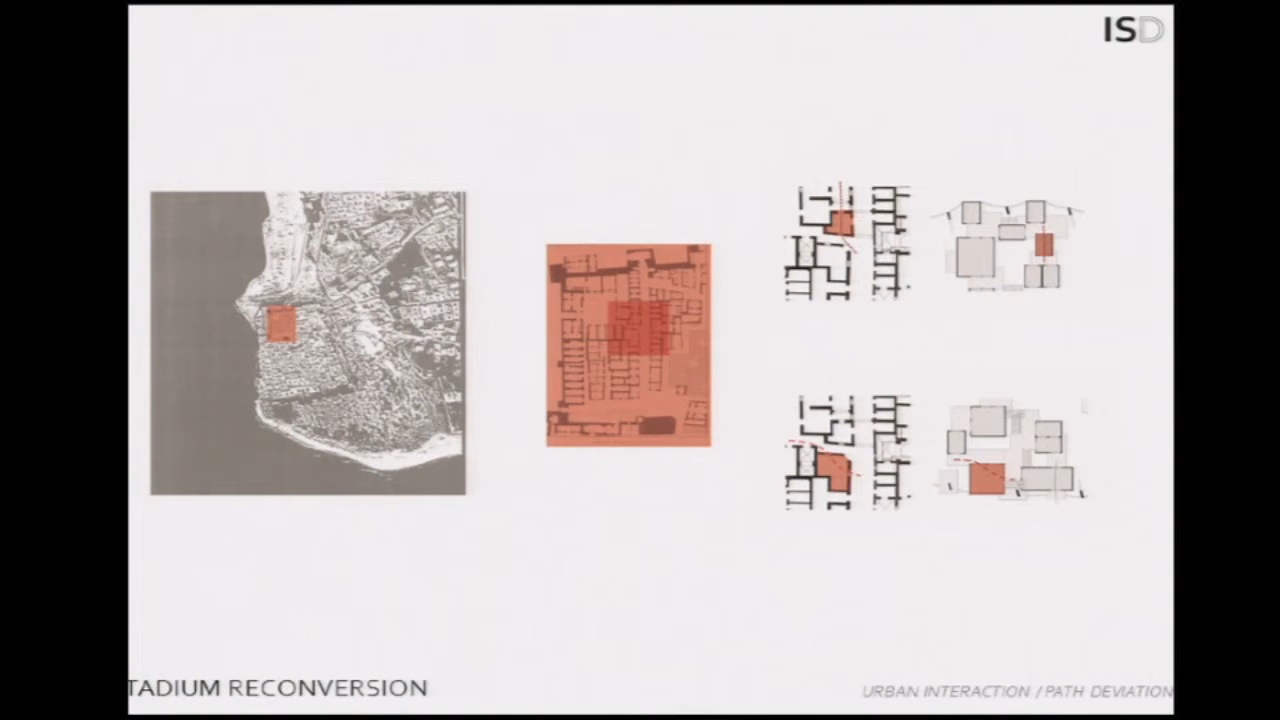 ISD
TADIUM RECONVERSION
URBAN INTERACTION / PATH DEVIATION